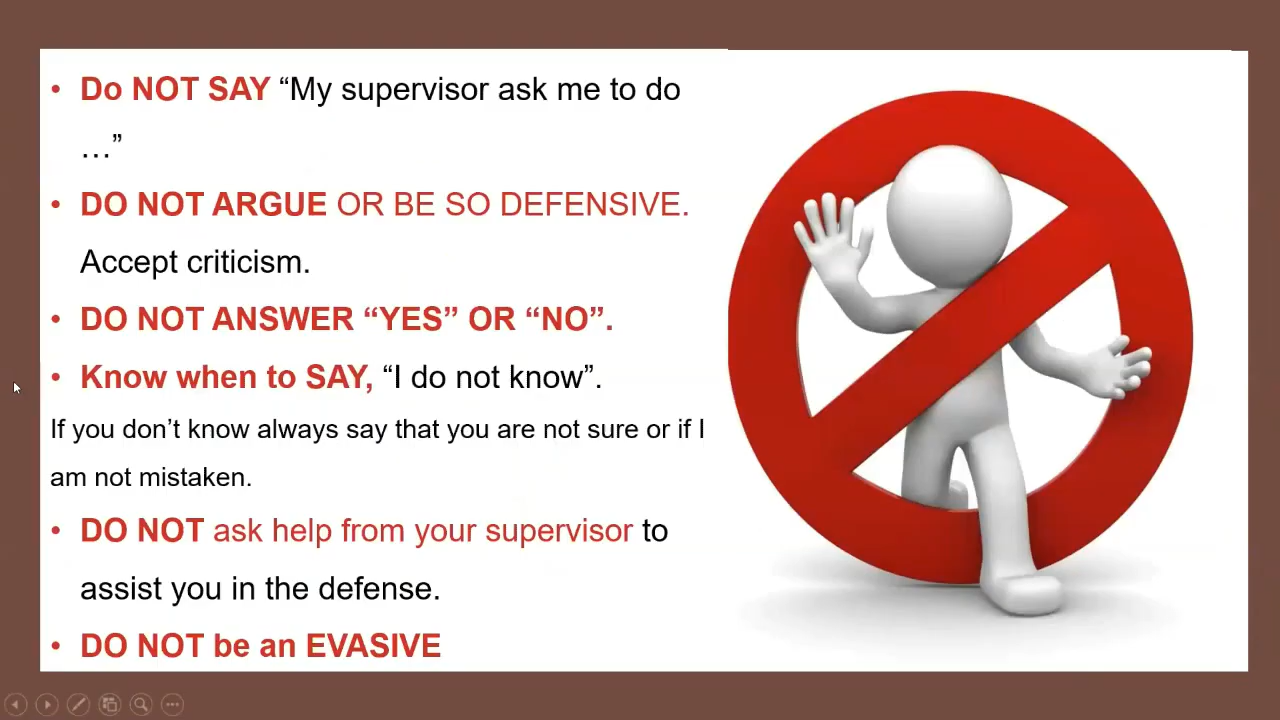 • Do NOT SAY “My supervisor ask me to do
…”
• DO NOT ARGUE OR BE SO DEFENSIVE.
Accept criticism.
• DO NOT ANSWER “YES” OR “NO”.
• Know when to SAY, “I do not know”.
If you don’t know always say that you are not sure or if I
am not mistaken.
• DO NOT ask help from your supervisor to
assist you in the defense.
• DO NOT be an EVASIVE